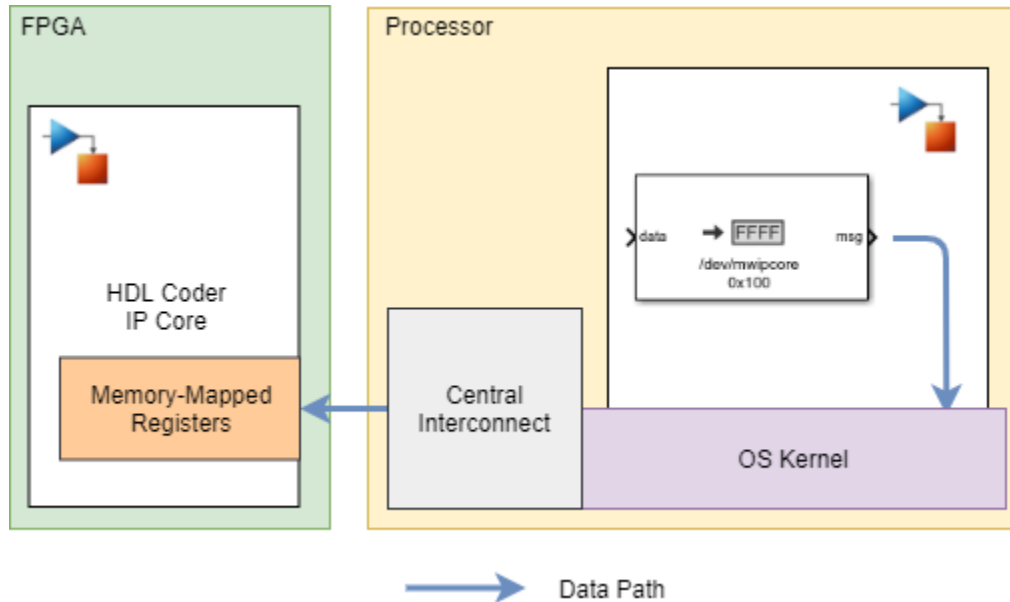 FPGA
Processor
data
FFFF
msg
/dev/mwipcore
0x100
HDL Coder
IP Core
Memory-Mapped
Registers
Central
Interconnect
OS Kernel
Data Path